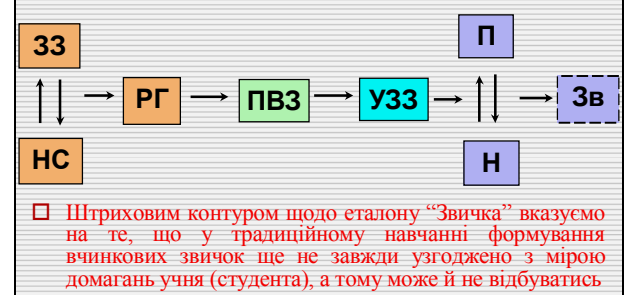 ЗЗ
НС
РГ
ПВЗ
УЗЗ
П
Н
Зв
Штриховим контуром щодо еталону “Звичка” вказуємо
на те, що у традиційному навчанні формування
вчинкових звичок ще не завжди узгоджено з мірою
домагань учня (студента), а тому може й не відбуватись